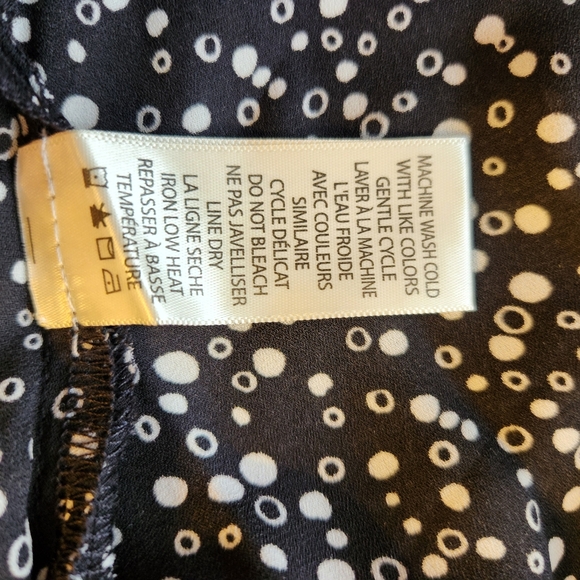 MACHINE WASH COLD
WITH LIKE COLORS
GENTLE CYCLE
LAVER À LA MACHINE
L'EAU FROIDE
AVEC COULEURS
SIMILAIRE
CYCLE DÉLICAT
DO NOT BLEACH
NE PAS JAVELLISER
LINE DRY
LA LIGNE SECHE
IRON LOW HEAT
REPASSER À BASSE
TEMPÉRATURE